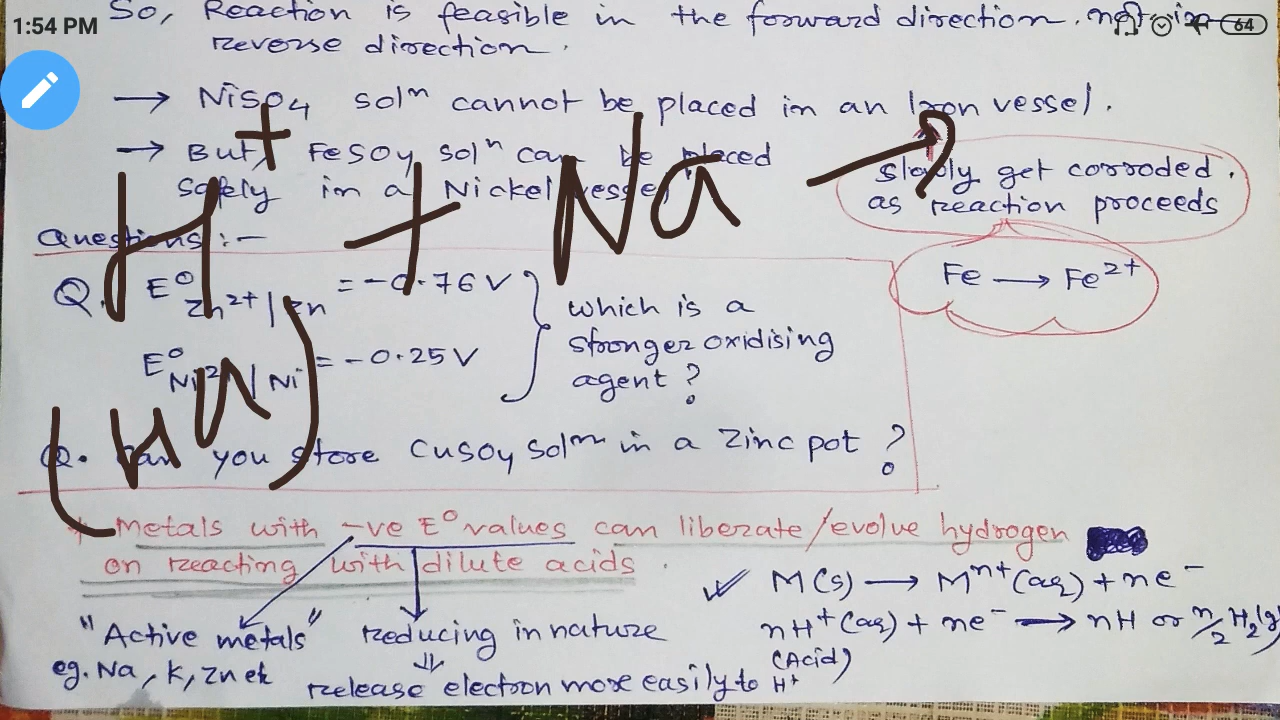 So, Reaction is feasible in the forward direction. not in
1:54 PM
64
reverse direction.
→ NiSO4 solⁿ cannot be placed in an Iron vessel.
→ But, FeSO4 solⁿ can be placed
safely in a Nickel vessel
slowly get corroded.
as reaction proceeds
H+ + Na → ?
Questions:-
Q. E⁰ Zn²⁺|Zn = -0.76 V
Fe → Fe²⁺
which is a
stronger oxidising
agent ?
E⁰ Ni²⁺|Ni = -0.25 V
(Na)
Q. Can you store CuSO4 solⁿ in a Zinc pot ?
* Metals with -ve E⁰ values can liberate/evolve hydrogen
on reacting with dilute acids.
M(s) → Mⁿ⁺(aq) + ne⁻
"Active metals" reducing in nature
nH⁺(aq) + ne⁻ → nH or n/2 H₂(g)
(Acid)
eg. Na, K, Zn etc
release electron more easily to H⁺